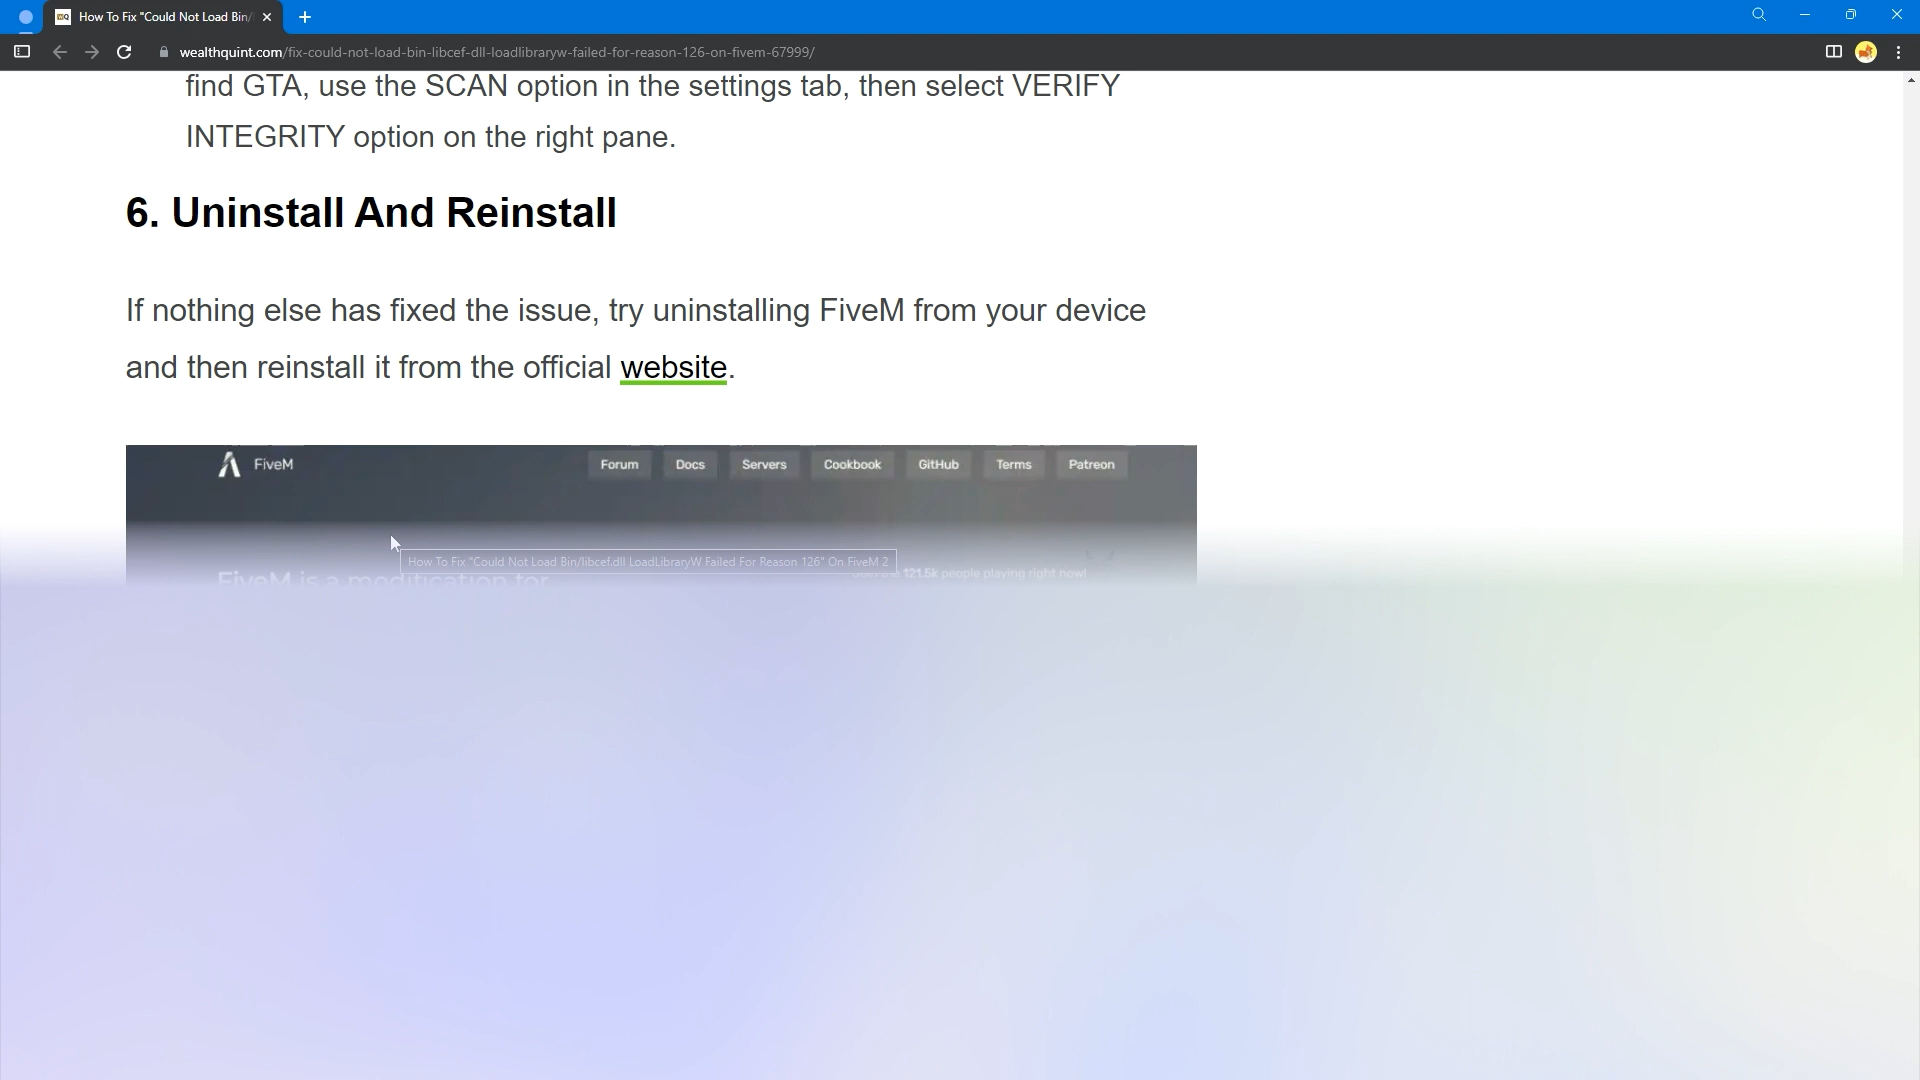 How To Fix "Could Not Load Bin/
wealthquint.com/fix-could-not-load-bin-libcef-dll-loadlibraryw-failed-for-reason-126-on-fivem-67999/
find GTA, use the SCAN option in the settings tab, then select VERIFY
INTEGRITY option on the right pane.
6. Uninstall And Reinstall
If nothing else has fixed the issue, try uninstalling FiveM from your device
and then reinstall it from the official website.
FiveM Forum Docs Servers Cookbook GitHub Terms Patreon
How To Fix "Could Not Load Bin/libcef.dll LoadLibraryW Failed For Reason 126" On FiveM 2
121.5k people playing right now!
FiveM is a modification for